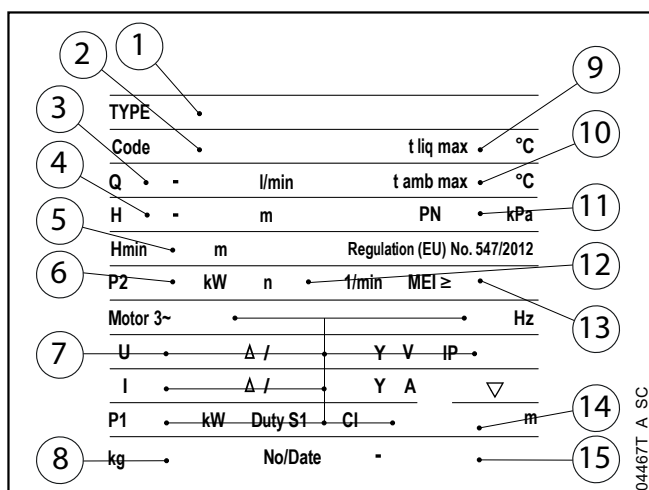 1
2
3
4
5
6
7
8
9
10
11
12
13
14
15
TYPE
Code t liq max °C
Q - l/min t amb max °C
H - m PN kPa
Hmin m Regulation (EU) No. 547/2012
P2 kW n 1/min MEI ≥
Motor 3~ Hz
U Δ / Y V IP
I Δ / Y A ▽
P1 kW Duty S1 Cl m
kg No/Date -
04467T A SC